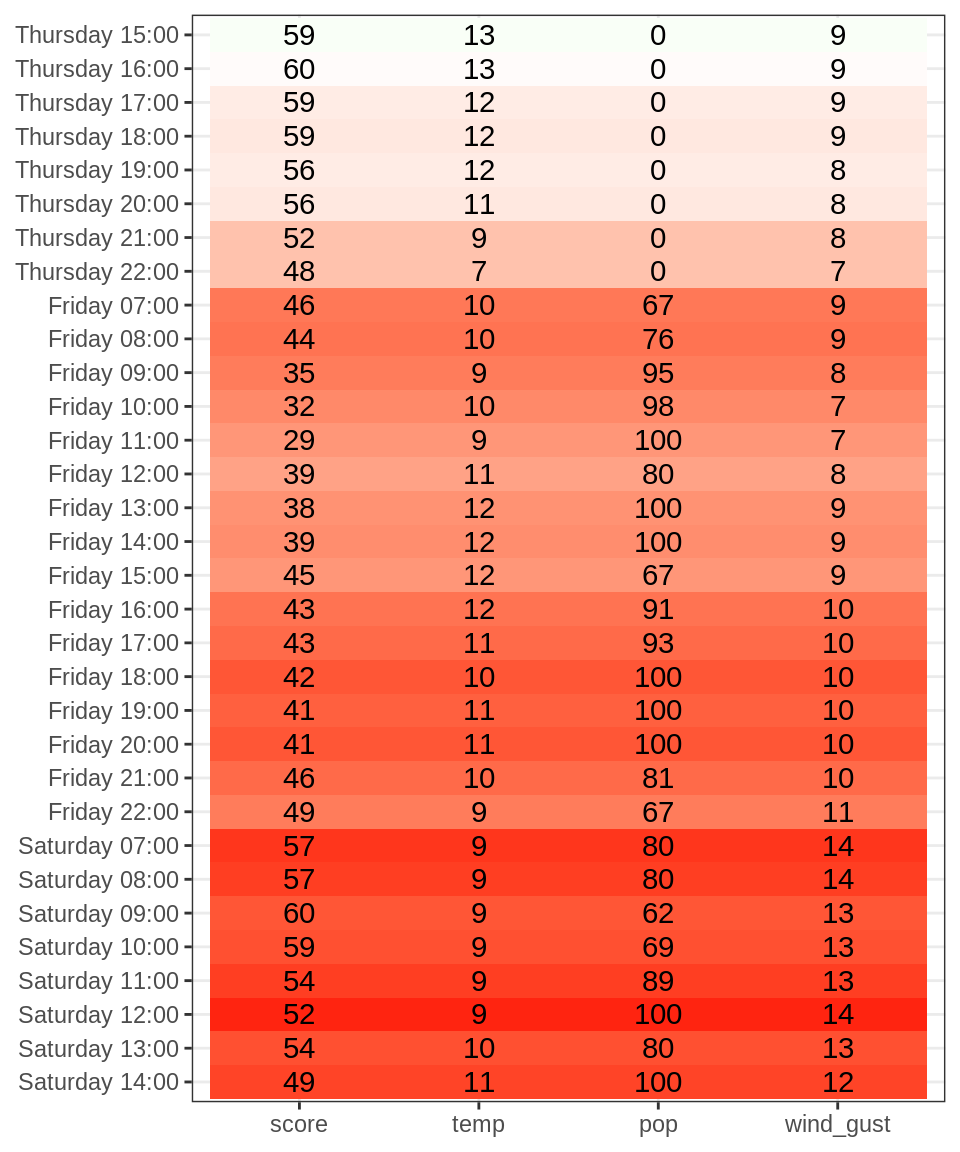 Thursday 15:00 59 13 0 9
Thursday 16:00 60 13 0 9
Thursday 17:00 59 12 0 9
Thursday 18:00 59 12 0 9
Thursday 19:00 56 12 0 8
Thursday 20:00 56 11 0 8
Thursday 21:00 52 9 0 8
Thursday 22:00 48 7 0 7
Friday 07:00 46 10 67 9
Friday 08:00 44 10 76 9
Friday 09:00 35 9 95 8
Friday 10:00 32 10 98 7
Friday 11:00 29 9 100 7
Friday 12:00 39 11 80 8
Friday 13:00 38 12 100 9
Friday 14:00 39 12 100 9
Friday 15:00 45 12 67 9
Friday 16:00 43 12 91 10
Friday 17:00 43 11 93 10
Friday 18:00 42 10 100 10
Friday 19:00 41 11 100 10
Friday 20:00 41 11 100 10
Friday 21:00 46 10 81 10
Friday 22:00 49 9 67 11
Saturday 07:00 57 9 80 14
Saturday 08:00 57 9 80 14
Saturday 09:00 60 9 62 13
Saturday 10:00 59 9 69 13
Saturday 11:00 54 9 89 13
Saturday 12:00 52 9 100 14
Saturday 13:00 54 10 80 13
Saturday 14:00 49 11 100 12
score temp pop wind_gust